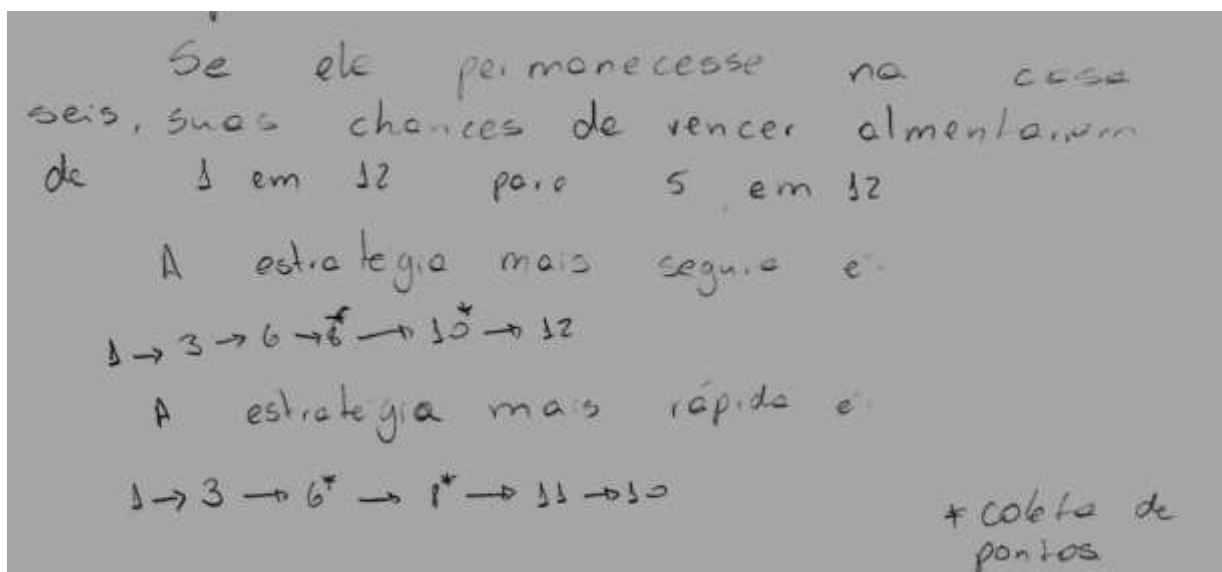 Se ele permanecesse na casa
seis, suas chances de vencer almentariam
de 1 em 12 para 5 em 12
A estrategia mais segura é:
1 → 3 → 6 → 8* → 10* → 12
A estrategia mais rápida é:
1 → 3 → 6* → 8* → 11 → 10
* coleta de
pontos